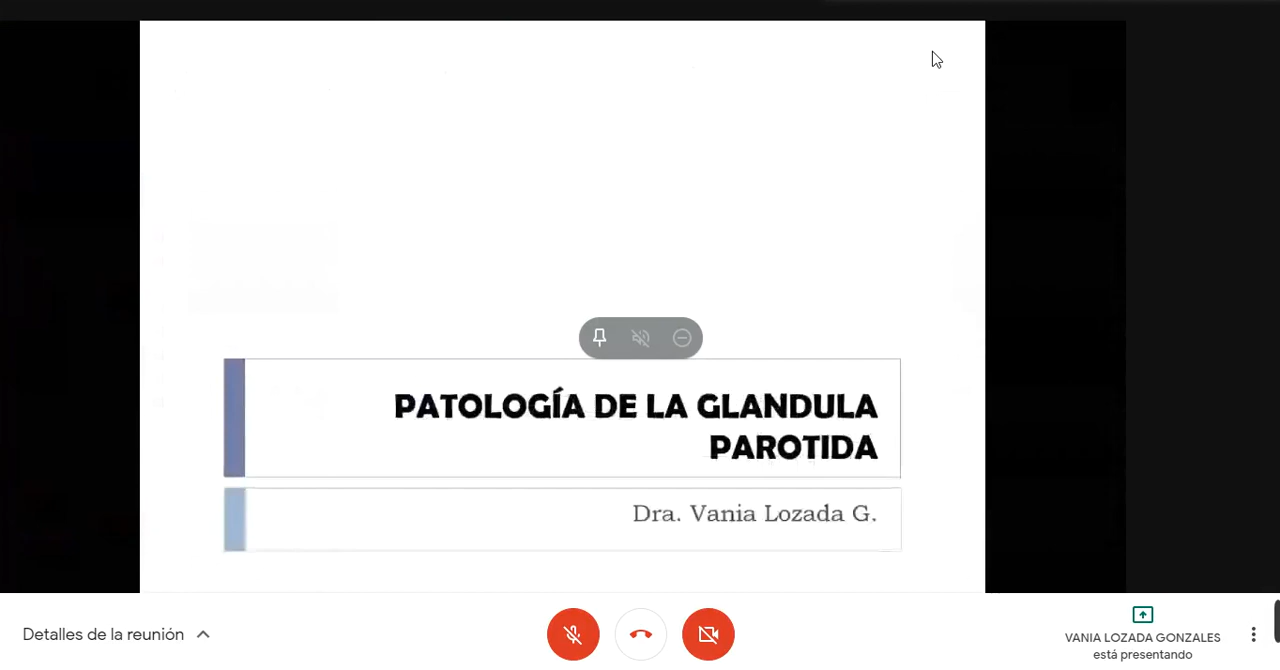 PATOLOGÍA DE LA GLANDULA
PAROTIDA
Dra. Vania Lozada G.
Detalles de la reunión
VANIA LOZADA GONZALES
está presentando